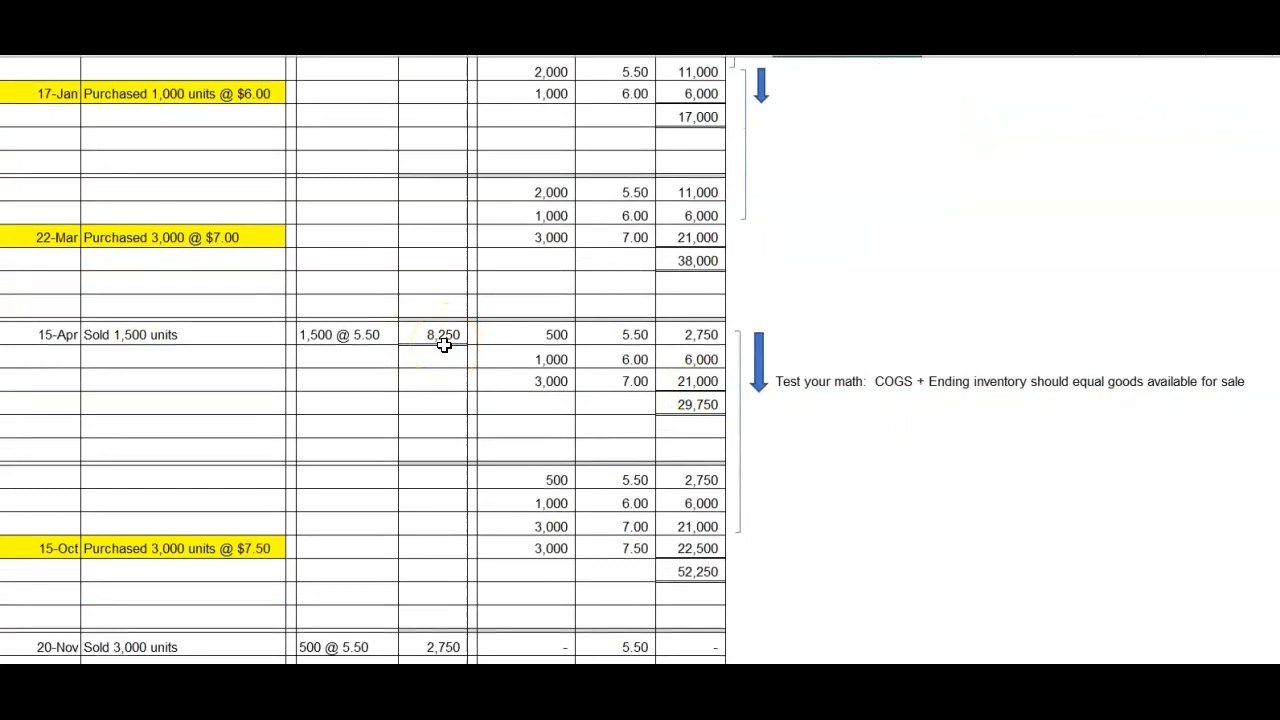 2,000 5.50 11,000
17-Jan Purchased 1,000 units @ $6.00 1,000 6.00 6,000
17,000
2,000 5.50 11,000
1,000 6.00 6,000
22-Mar Purchased 3,000 @ $7.00 3,000 7.00 21,000
38,000
15-Apr Sold 1,500 units 1,500 @ 5.50 8,250 500 5.50 2,750
1,000 6.00 6,000
3,000 7.00 21,000 Test your math: COGS + Ending inventory should equal goods available for sale
29,750
500 5.50 2,750
1,000 6.00 6,000
3,000 7.00 21,000
15-Oct Purchased 3,000 units @ $7.50 3,000 7.50 22,500
52,250
20-Nov Sold 3,000 units 500 @ 5.50 2,750 - 5.50 -